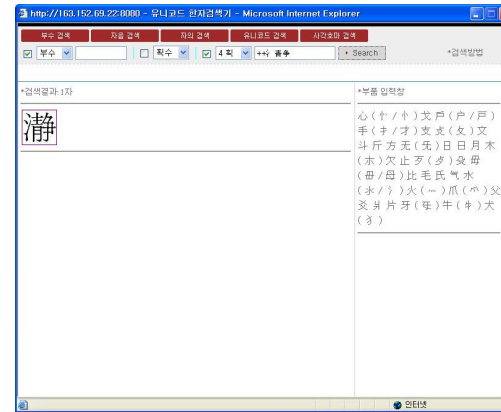 http://163.152.69.22:8080 - 유니코드 한자검색기 - Microsoft Internet Explorer
부수 검색 자음 검색 자의 검색 유니코드 검색 사각호마 검색
부수 획수 4 획 ++氵靑争 Search *검색방법
*검색결과:1자
*부품 입력창
瀞
心(忄/㣺)戈戶(户/戸)
手(扌/才)支攴(攵)文
斗斤方无(旡)日曰月木
(朩)欠止歹(歺)殳毋
(毌/母)比毛氏气水
(氺/氵)火(灬)爪(爫)父
爻爿片牙(㸦)牛(牜)犬
(犭)
인터넷